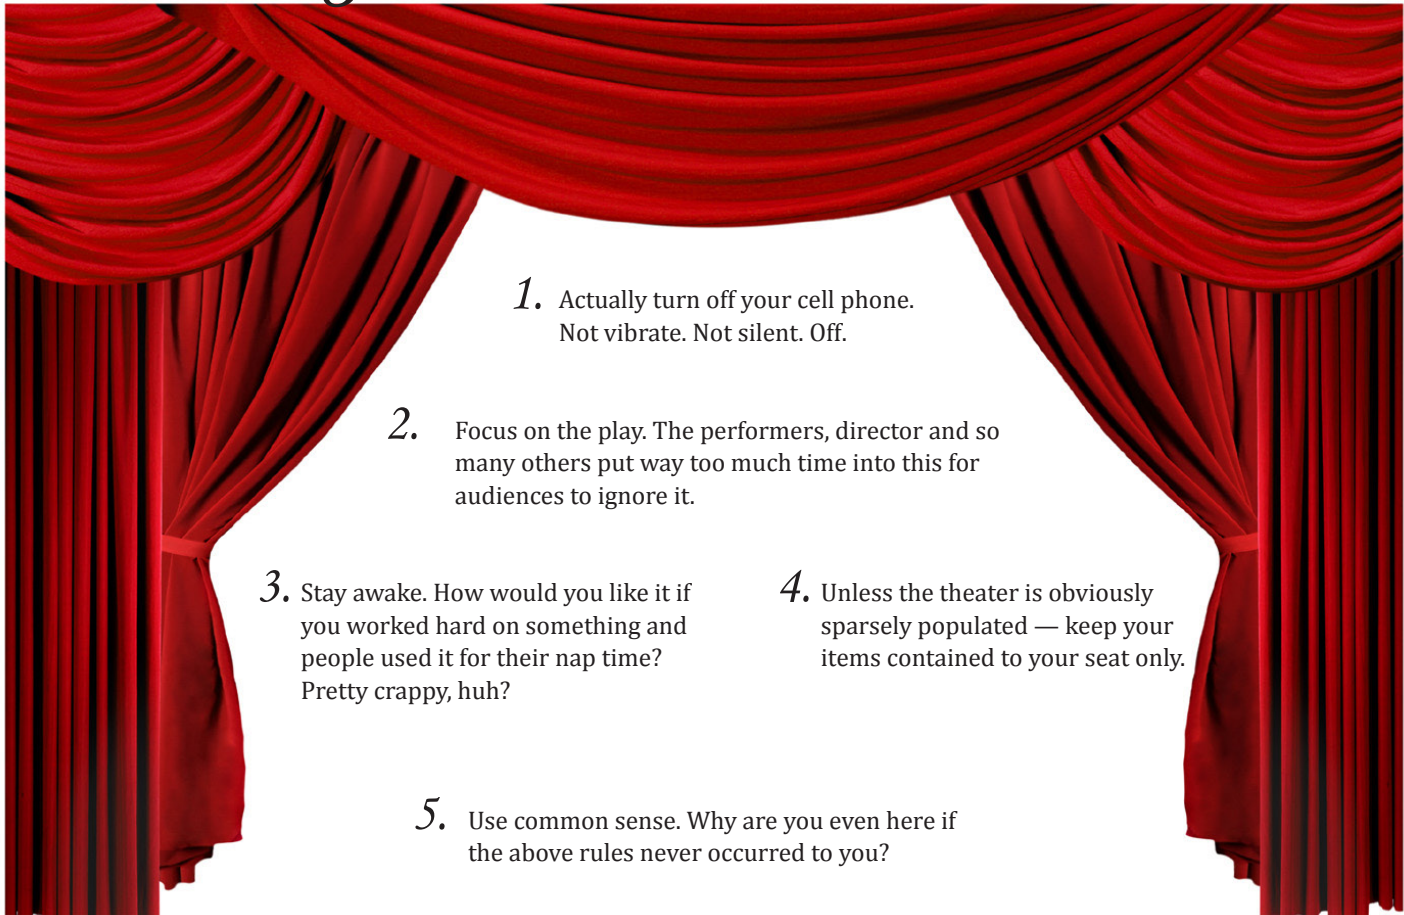 1. Actually turn off your cell phone.
Not vibrate. Not silent. Off.
2. Focus on the play. The performers, director and so
many others put way too much time into this for
audiences to ignore it.
3. Stay awake. How would you like it if
you worked hard on something and
people used it for their nap time?
Pretty crappy, huh?
4. Unless the theater is obviously
sparsely populated — keep your
items contained to your seat only.
5. Use common sense. Why are you even here if
the above rules never occurred to you?